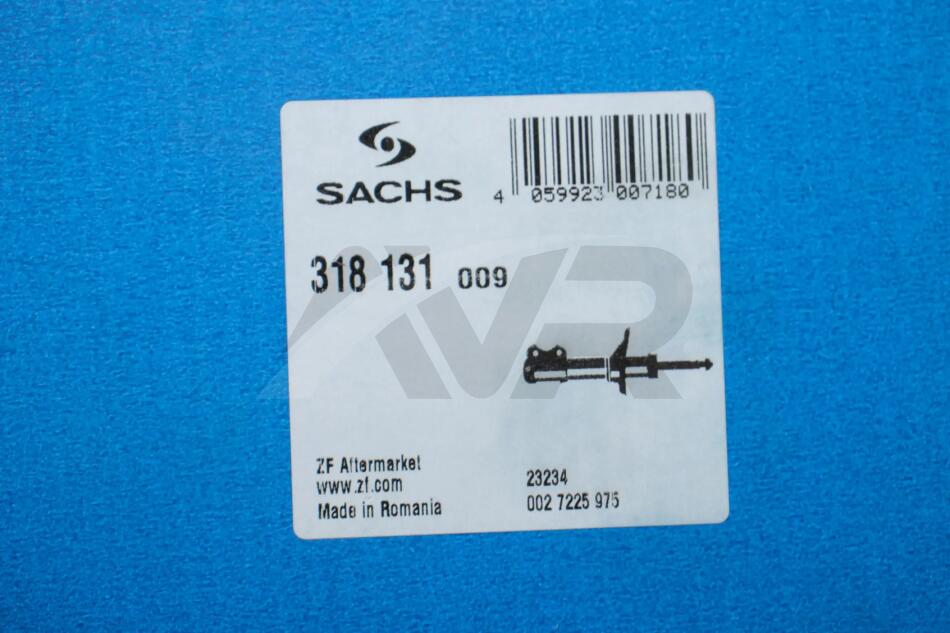 SACHS
4 059923 007180
318 131 009
AVR
ZF Aftermarket
www.zf.com
Made in Romania
23234
002 7225 975